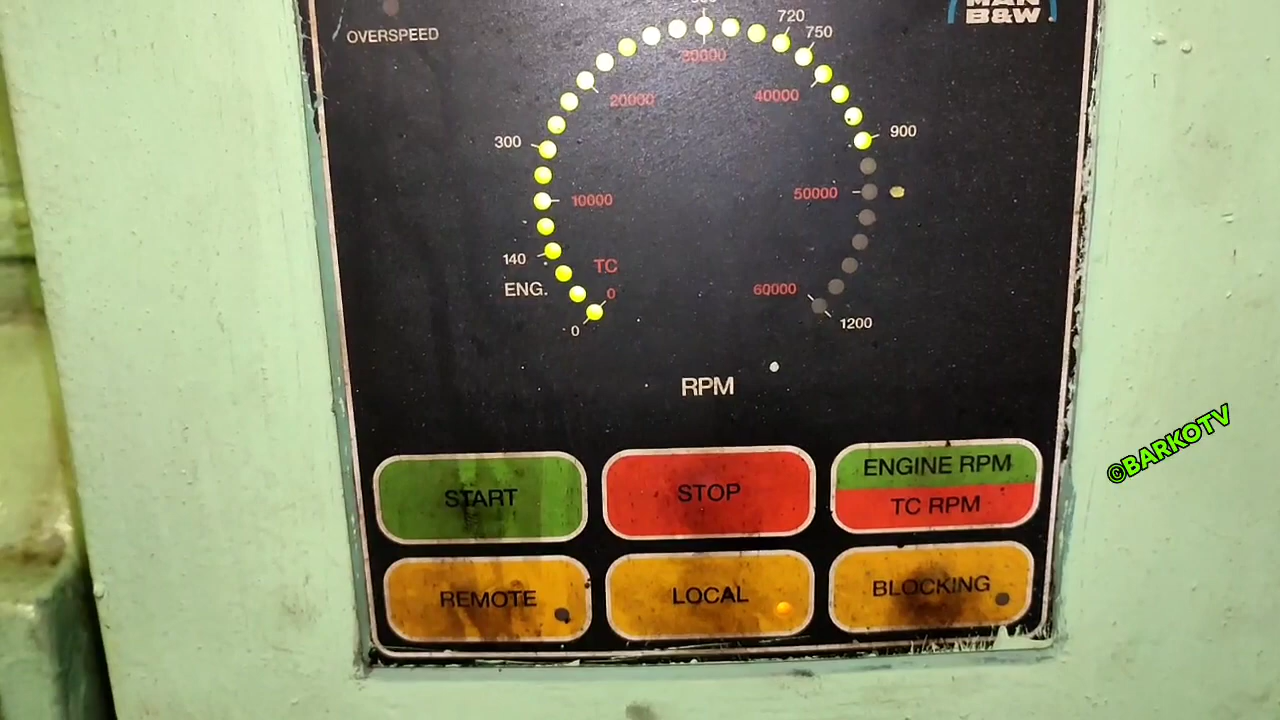 MAN
B&W
OVERSPEED
720
750
30000
20000
40000
300
900
10000
50000
140
TC
ENG.
0
60000
0
1200
RPM
START
STOP
ENGINE RPM
TC RPM
REMOTE
LOCAL
BLOCKING
©BARKOTV